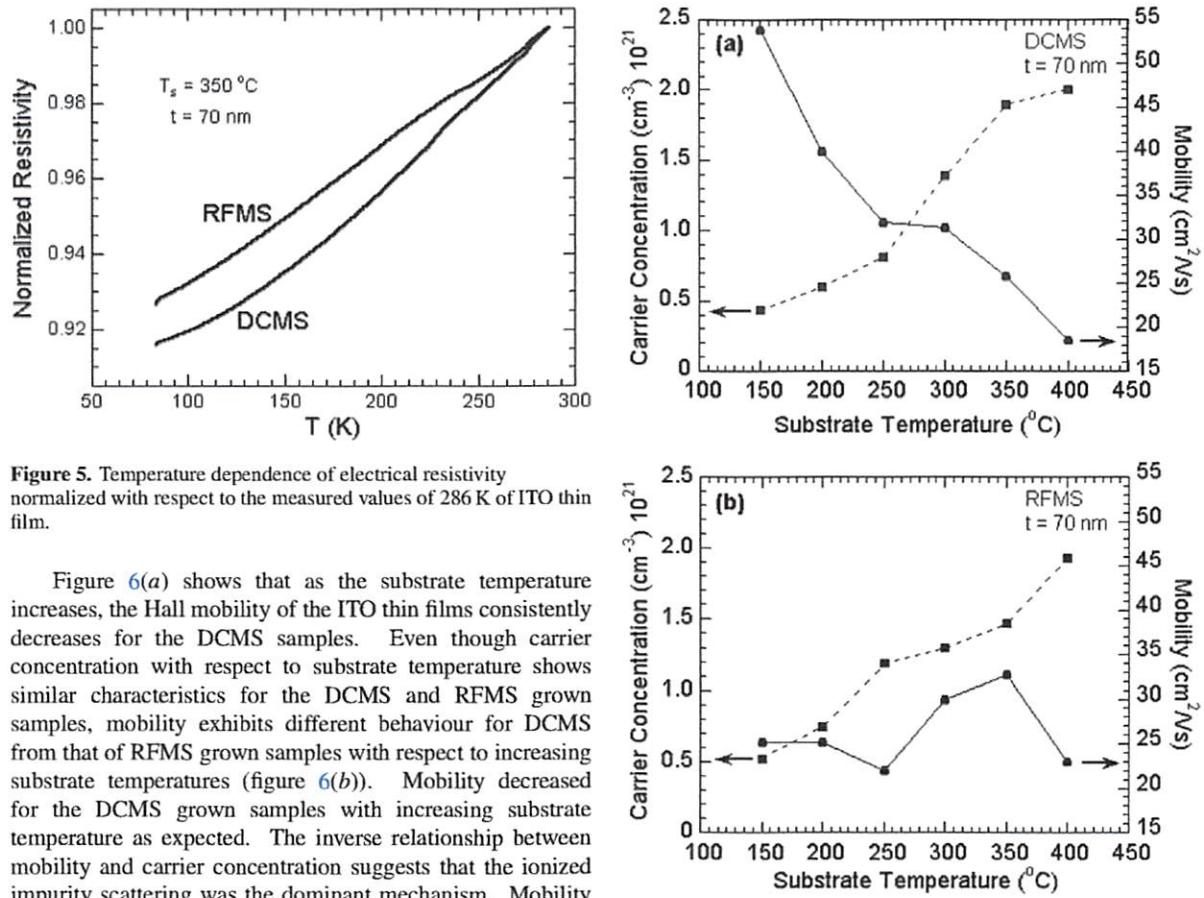 1.00
0.98
0.96
0.94
0.92
Normalized Resistivity
Tₛ = 350 °C
t = 70 nm
RFMS
DCMS
50 100 150 200 250 300
T (K)
Figure 5. Temperature dependence of electrical resistivity
normalized with respect to the measured values of 286 K of ITO thin
film.
Figure 6(a) shows that as the substrate temperature
increases, the Hall mobility of the ITO thin films consistently
decreases for the DCMS samples. Even though carrier
concentration with respect to substrate temperature shows
similar characteristics for the DCMS and RFMS grown
samples, mobility exhibits different behaviour for DCMS
from that of RFMS grown samples with respect to increasing
substrate temperatures (figure 6(b)). Mobility decreased
for the DCMS grown samples with increasing substrate
temperature as expected. The inverse relationship between
mobility and carrier concentration suggests that the ionized
impurity scattering was the dominant mechanism. Mobility
(a)
DCMS
t = 70 nm
2.5
2.0
1.5
1.0
0.5
0
Carrier Concentration (cm⁻³) 10²¹
55
50
45
40
35
30
25
20
15
Mobility (cm²/Vs)
100 150 200 250 300 350 400 450
Substrate Temperature (°C)
(b)
RFMS
t = 70 nm
2.5
2.0
1.5
1.0
0.5
0
Carrier Concentration (cm⁻³) 10²¹
55
50
45
40
35
30
25
20
15
Mobility (cm²/Vs)
100 150 200 250 300 350 400 450
Substrate Temperature (°C)